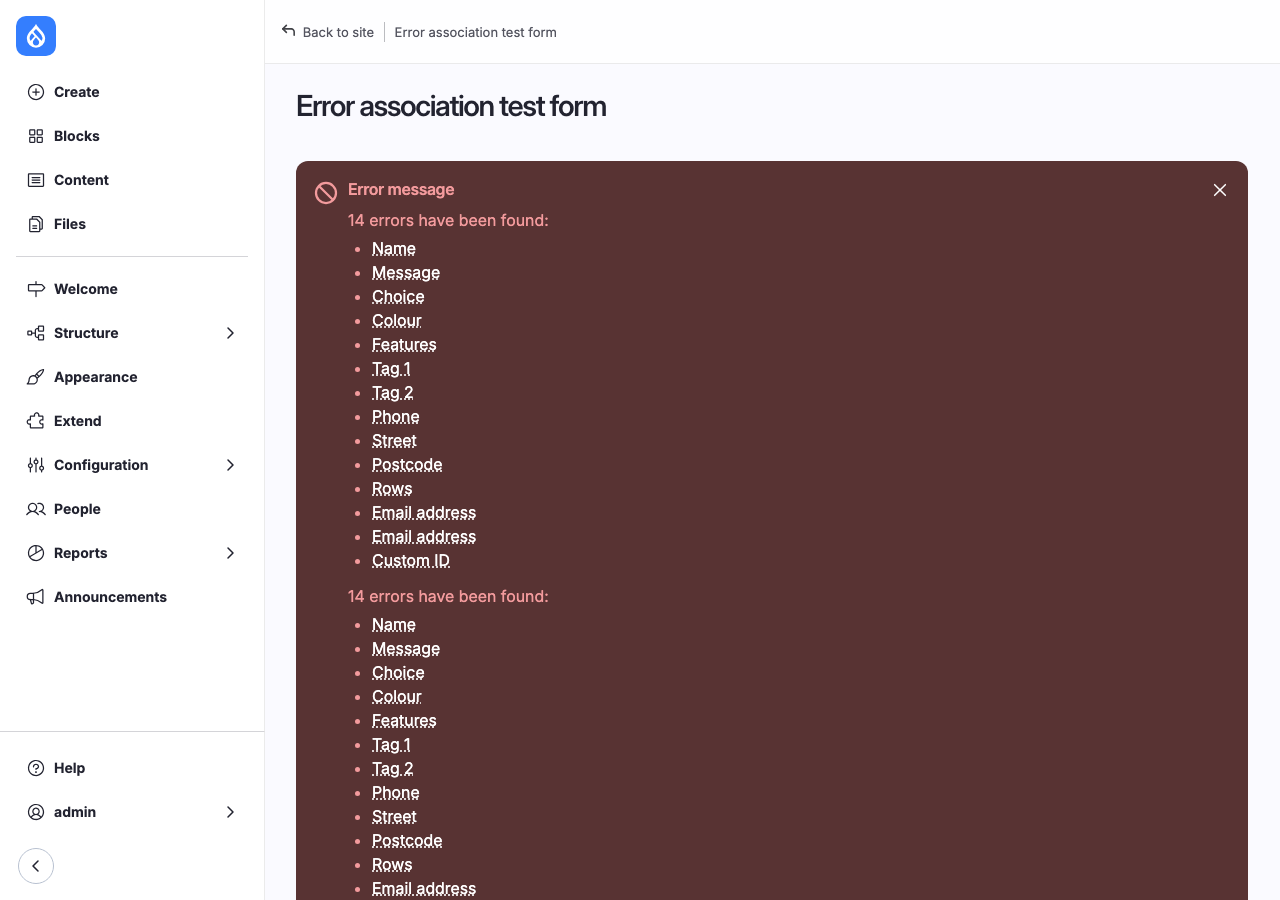 Back to site
Error association test form
Create
Blocks
Content
Files
Welcome
Structure
Appearance
Extend
Configuration
People
Reports
Announcements
Help
admin
Error association test form
Error message
14 errors have been found:
Name
Message
Choice
Colour
Features
Tag 1
Tag 2
Phone
Street
Postcode
Rows
Email address
Email address
Custom ID
14 errors have been found:
Name
Message
Choice
Colour
Features
Tag 1
Tag 2
Phone
Street
Postcode
Rows
Email address